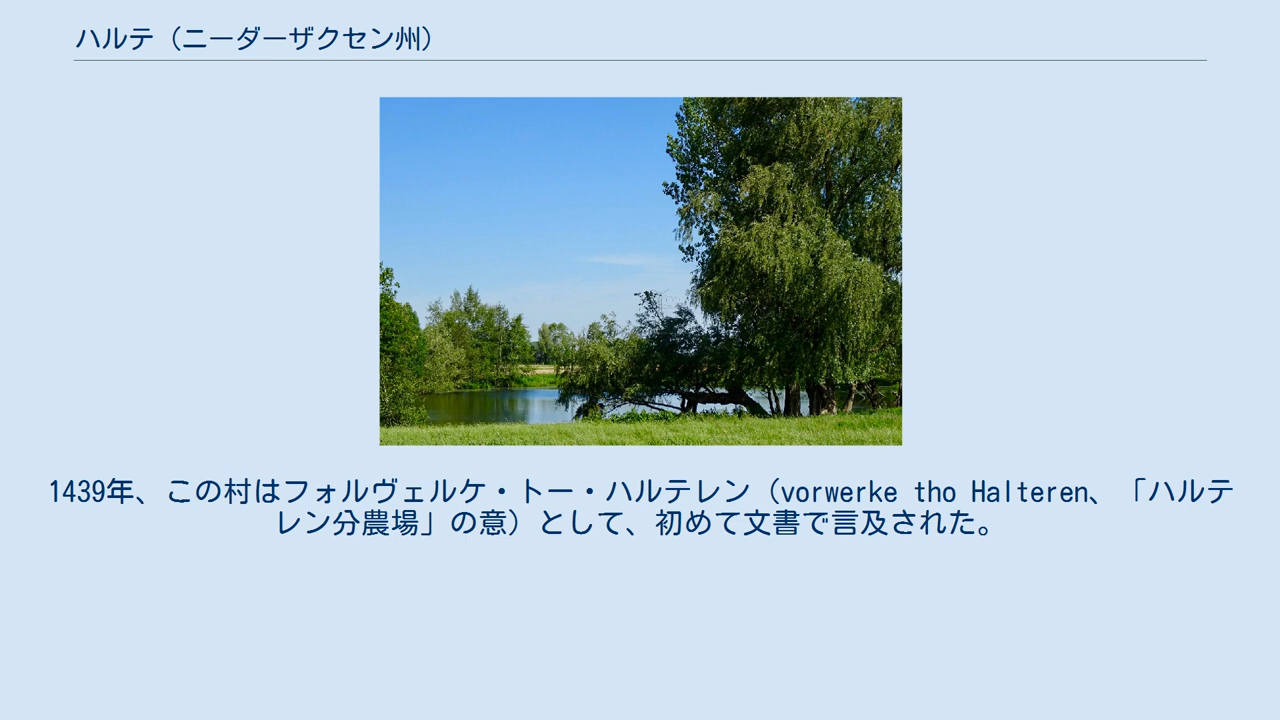 ハルテ（ニーダーザクセン州）
1439年、この村はフォルヴェルケ・トー・ハルテレン（vorwerke tho Halteren、「ハルテ
レン分農場」の意）として、初めて文書で言及された。